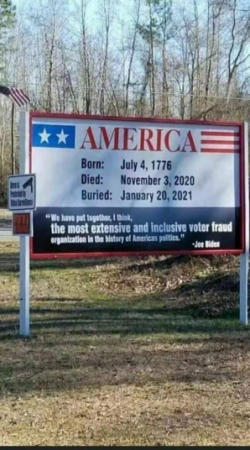 AMERICA
Born: July 4, 1776
Died: November 3, 2020
Buried: January 20, 2021
"We have put together, I think,
the most extensive and inclusive voter fraud
organization in the history of American politics."
-Joe Biden